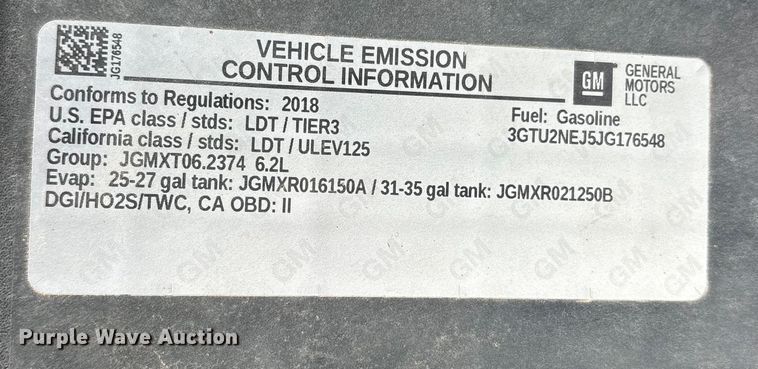 JG176548
VEHICLE EMISSION
CONTROL INFORMATION
GM
GENERAL
MOTORS
LLC
Conforms to Regulations: 2018
Fuel: Gasoline
U.S. EPA class / stds: LDT / TIER3
3GTU2NEJ5JG176548
California class / stds: LDT / ULEV125
Group: JGMXT06.2374 6.2L
Evap: 25-27 gal tank: JGMXR016150A / 31-35 gal tank: JGMXR021250B
DGI/HO2S/TWC, CA OBD: II
Purple Wave Auction